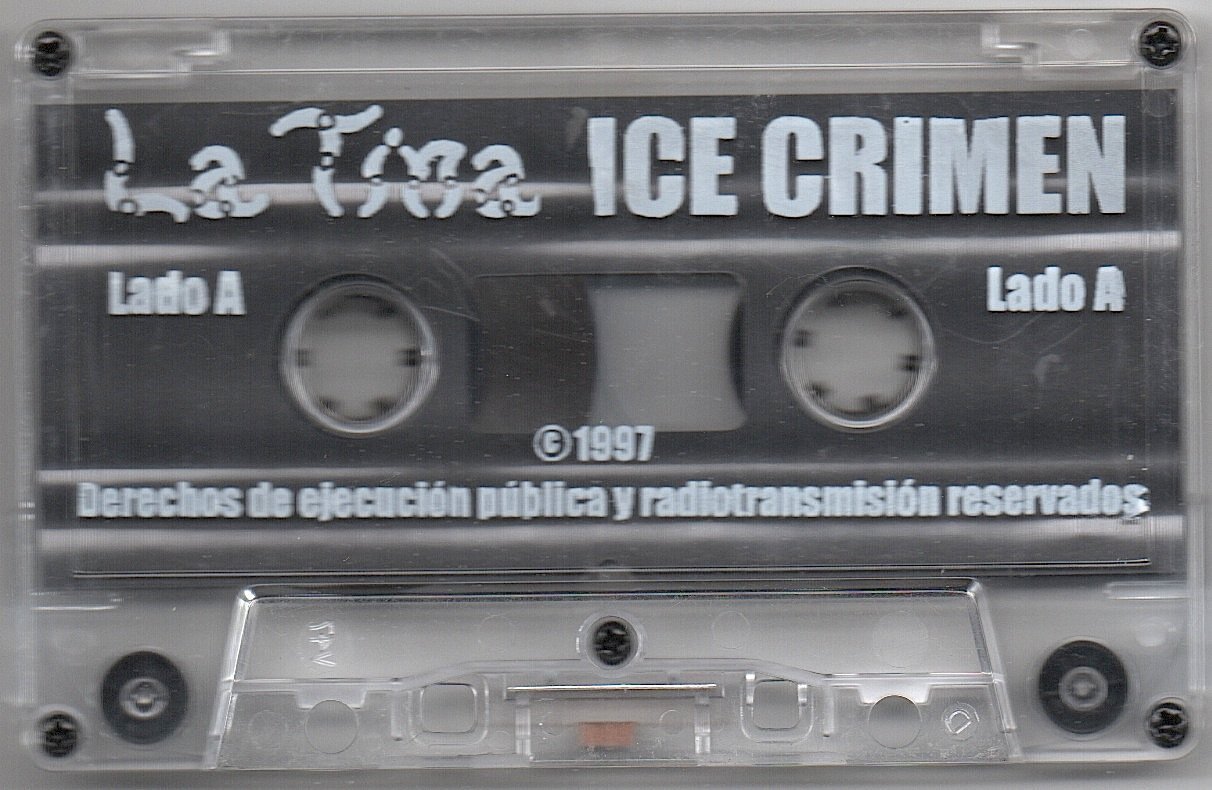 La Tina ICE CRIMEN
Lado A
Lado A
©1997
Derechos de ejecución pública y radiotransmisión reservados